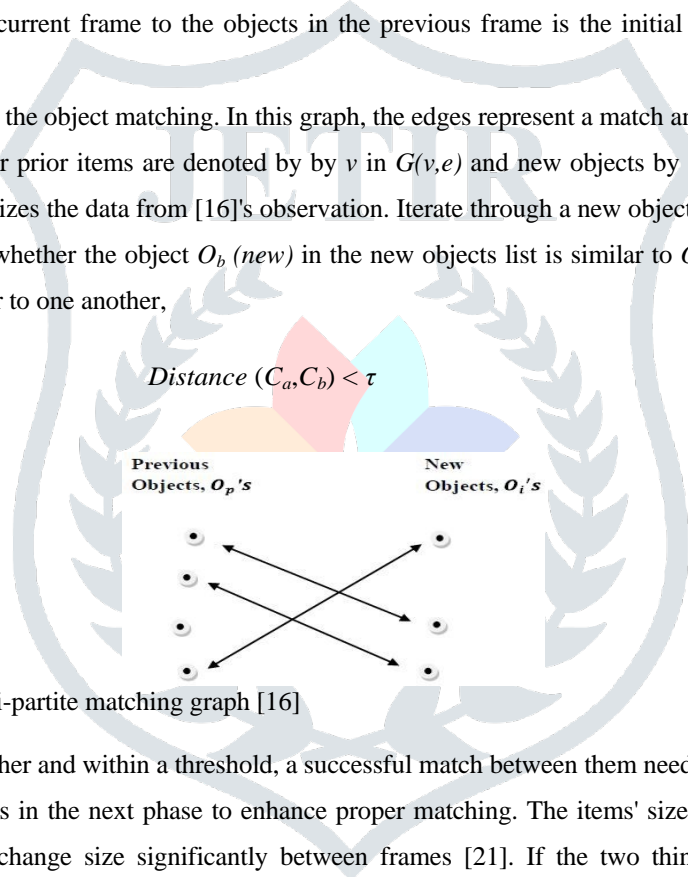 current frame to the objects in the previous frame is the initial
JETIR
the object matching. In this graph, the edges represent a match an
r prior items are denoted by by v in G(v,e) and new objects by
izes the data from [16]'s observation. Iterate through a new object
whether the object O_b (new) in the new objects list is similar to
r to one another,
Distance (C_a,C_b) < τ
Previous New
Objects, O_p's Objects, O_i's
i-partite matching graph [16]
her and within a threshold, a successful match between them need
s in the next phase to enhance proper matching. The items' size
change size significantly between frames [21]. If the two thin